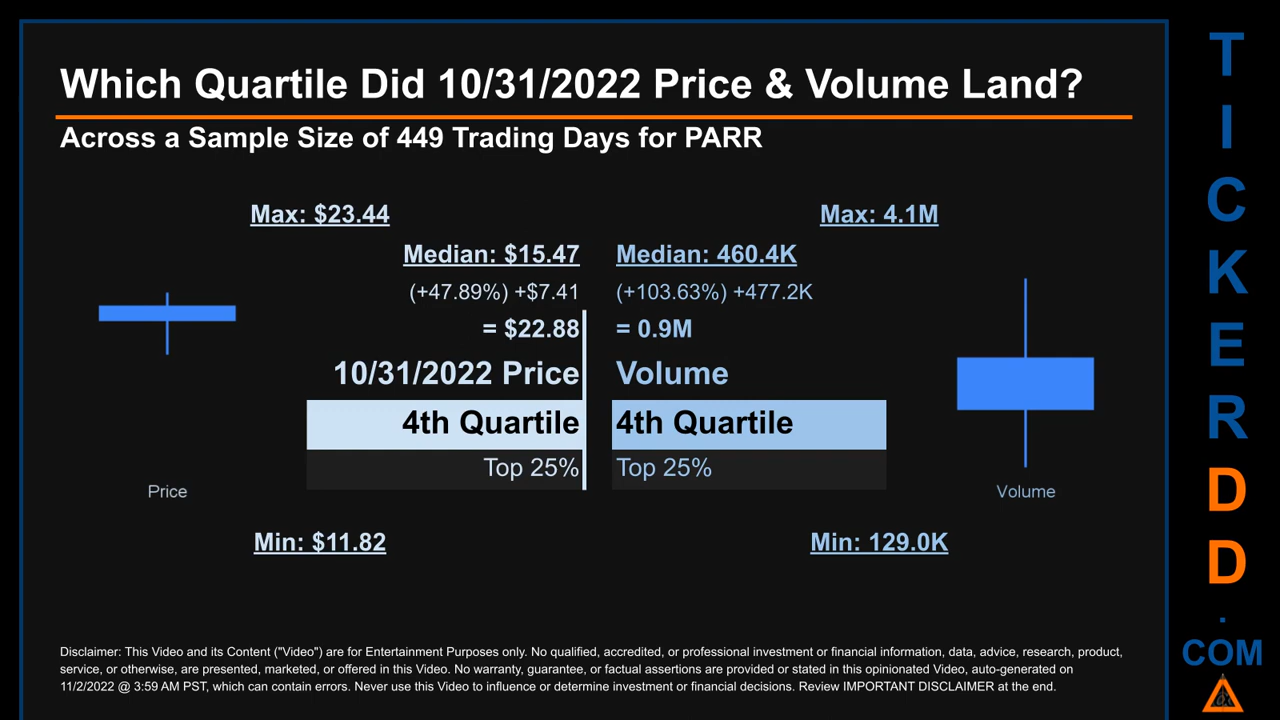 Which Quartile Did 10/31/2022 Price & Volume Land?
Across a Sample Size of 449 Trading Days for PARR
Max: $23.44
Max: 4.1M
Median: $15.47
Median: 460.4K
(+47.89%) +$7.41
(+103.63%) +477.2K
= $22.88
= 0.9M
10/31/2022 Price
Volume
4th Quartile
4th Quartile
Top 25%
Top 25%
Price
Volume
Min: $11.82
Min: 129.0K
Disclaimer: This Video and its Content ("Video") are for Entertainment Purposes only. No qualified, accredited, or professional investment or financial information, data, advice, research, product,
service, or otherwise, are presented, marketed, or offered in this Video. No warranty, guarantee, or factual assertions are provided or stated in this opinionated Video, auto-generated on
11/2/2022 @ 3:59 AM PST, which can contain errors. Never use this Video to influence or determine investment or financial decisions. Review IMPORTANT DISCLAIMER at the end.
T
I
C
K
E
R
D
D
.
COM